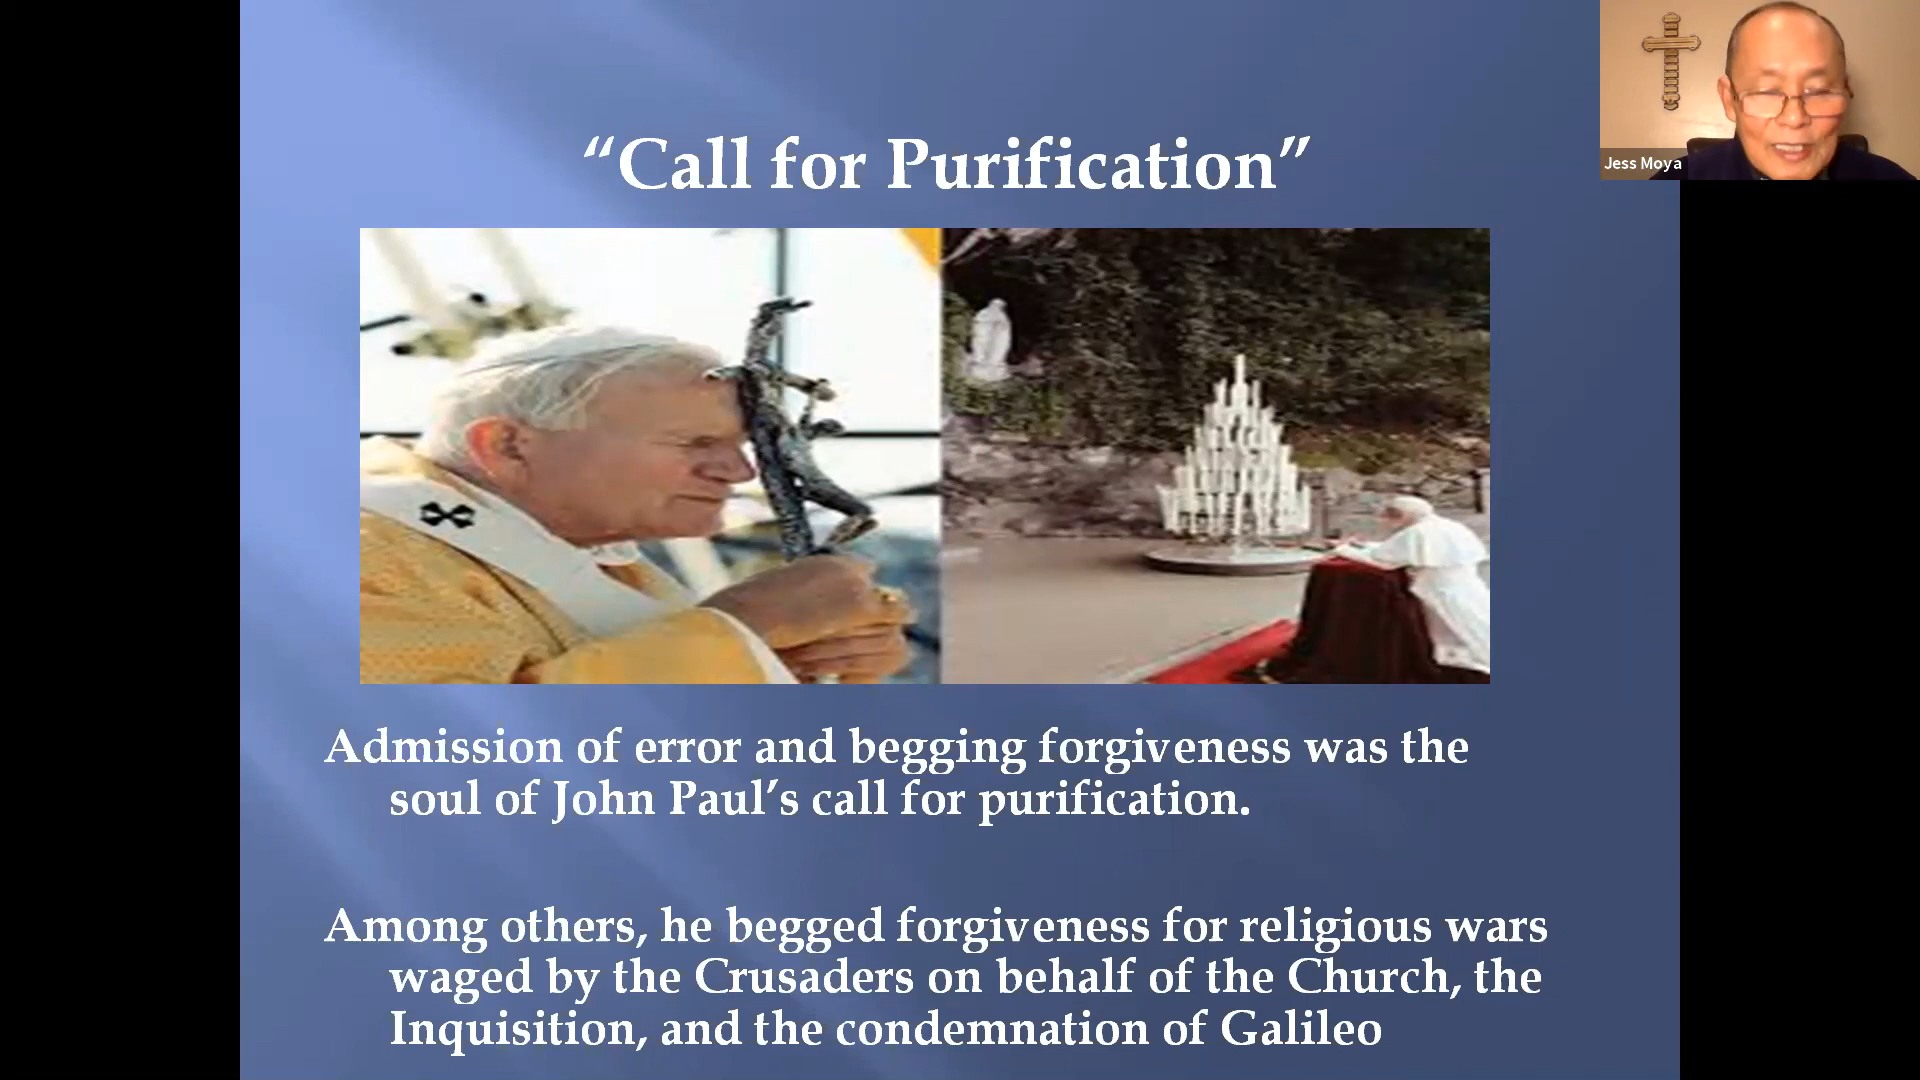 “Call for Purification”
Jess Moya
Admission of error and begging forgiveness was the
soul of John Paul’s call for purification.
Among others, he begged forgiveness for religious wars
waged by the Crusaders on behalf of the Church, the
Inquisition, and the condemnation of Galileo